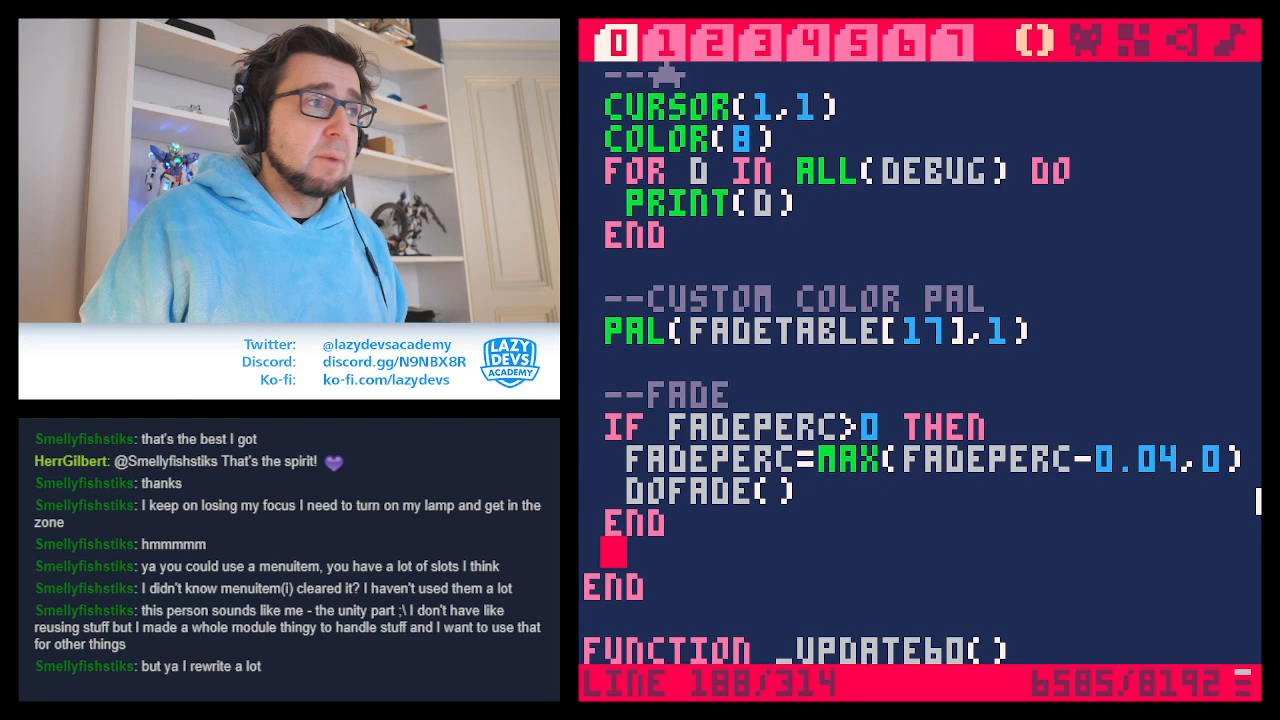 Twitter: @lazydevsacademy
Discord: discord.gg/N9NBX8R
Ko-fi: ko-fi.com/lazydevs
LAZY
DEVS
ACADEMY
Smellyfishstiks: that's the best I got
HerrGilbert: @Smellyfishstiks That's the spirit!
Smellyfishstiks: thanks
Smellyfishstiks: I keep on losing my focus I need to turn on my lamp and get in the
zone
Smellyfishstiks: hmmmmm
Smellyfishstiks: ya you could use a menuitem, you have a lot of slots I think
Smellyfishstiks: I didn't know menuitem(i) cleared it? I haven't used them a lot
Smellyfishstiks: this person sounds like me - the unity part ;\ I don't have like
reusing stuff but I made a whole module thingy to handle stuff and I want to use that
for other things
Smellyfishstiks: but ya I rewrite a lot
0 1 2 3 4 5 6 7 ()
--
CURSOR(1,1)
COLOR(8)
FOR D IN ALL(DEBUG) DO
PRINT(D)
END
--CUSTOM COLOR PAL
PAL(FADETABLE[17],1)
--FADE
IF FADEPERC>0 THEN
FADEPERC=MAX(FADEPERC-0.04,0)
DOFADE()
END
END
FUNCTION _UPDATE60()
LINE 188/314 6585/8192